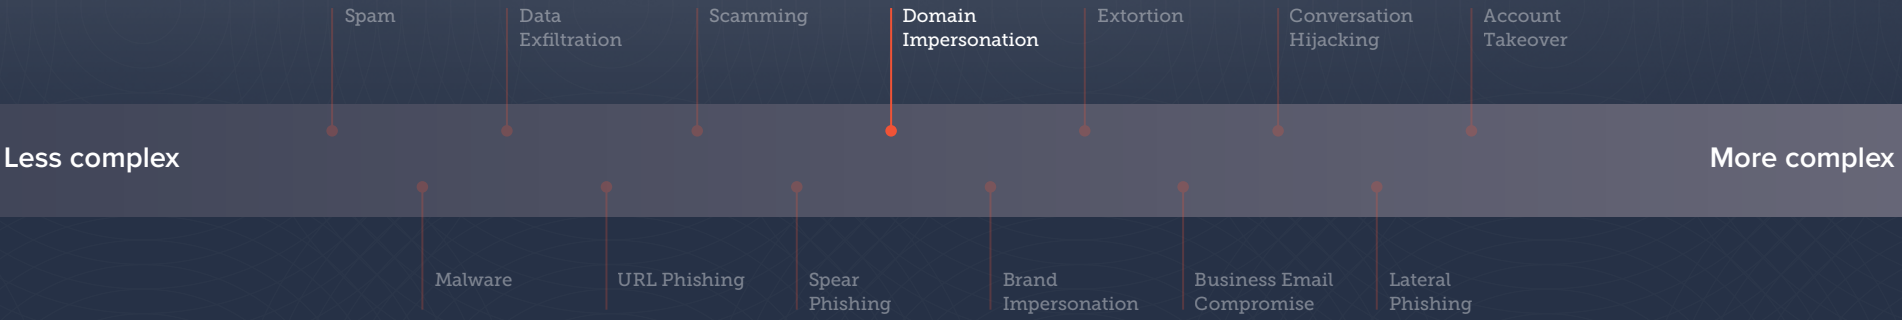 Spam
Data
Exfiltration
Scamming
Domain
Impersonation
Extortion
Conversation
Hijacking
Account
Takeover
Less complex
More complex
Malware
URL Phishing
Spear
Phishing
Brand
Impersonation
Business Email
Compromise
Lateral
Phishing